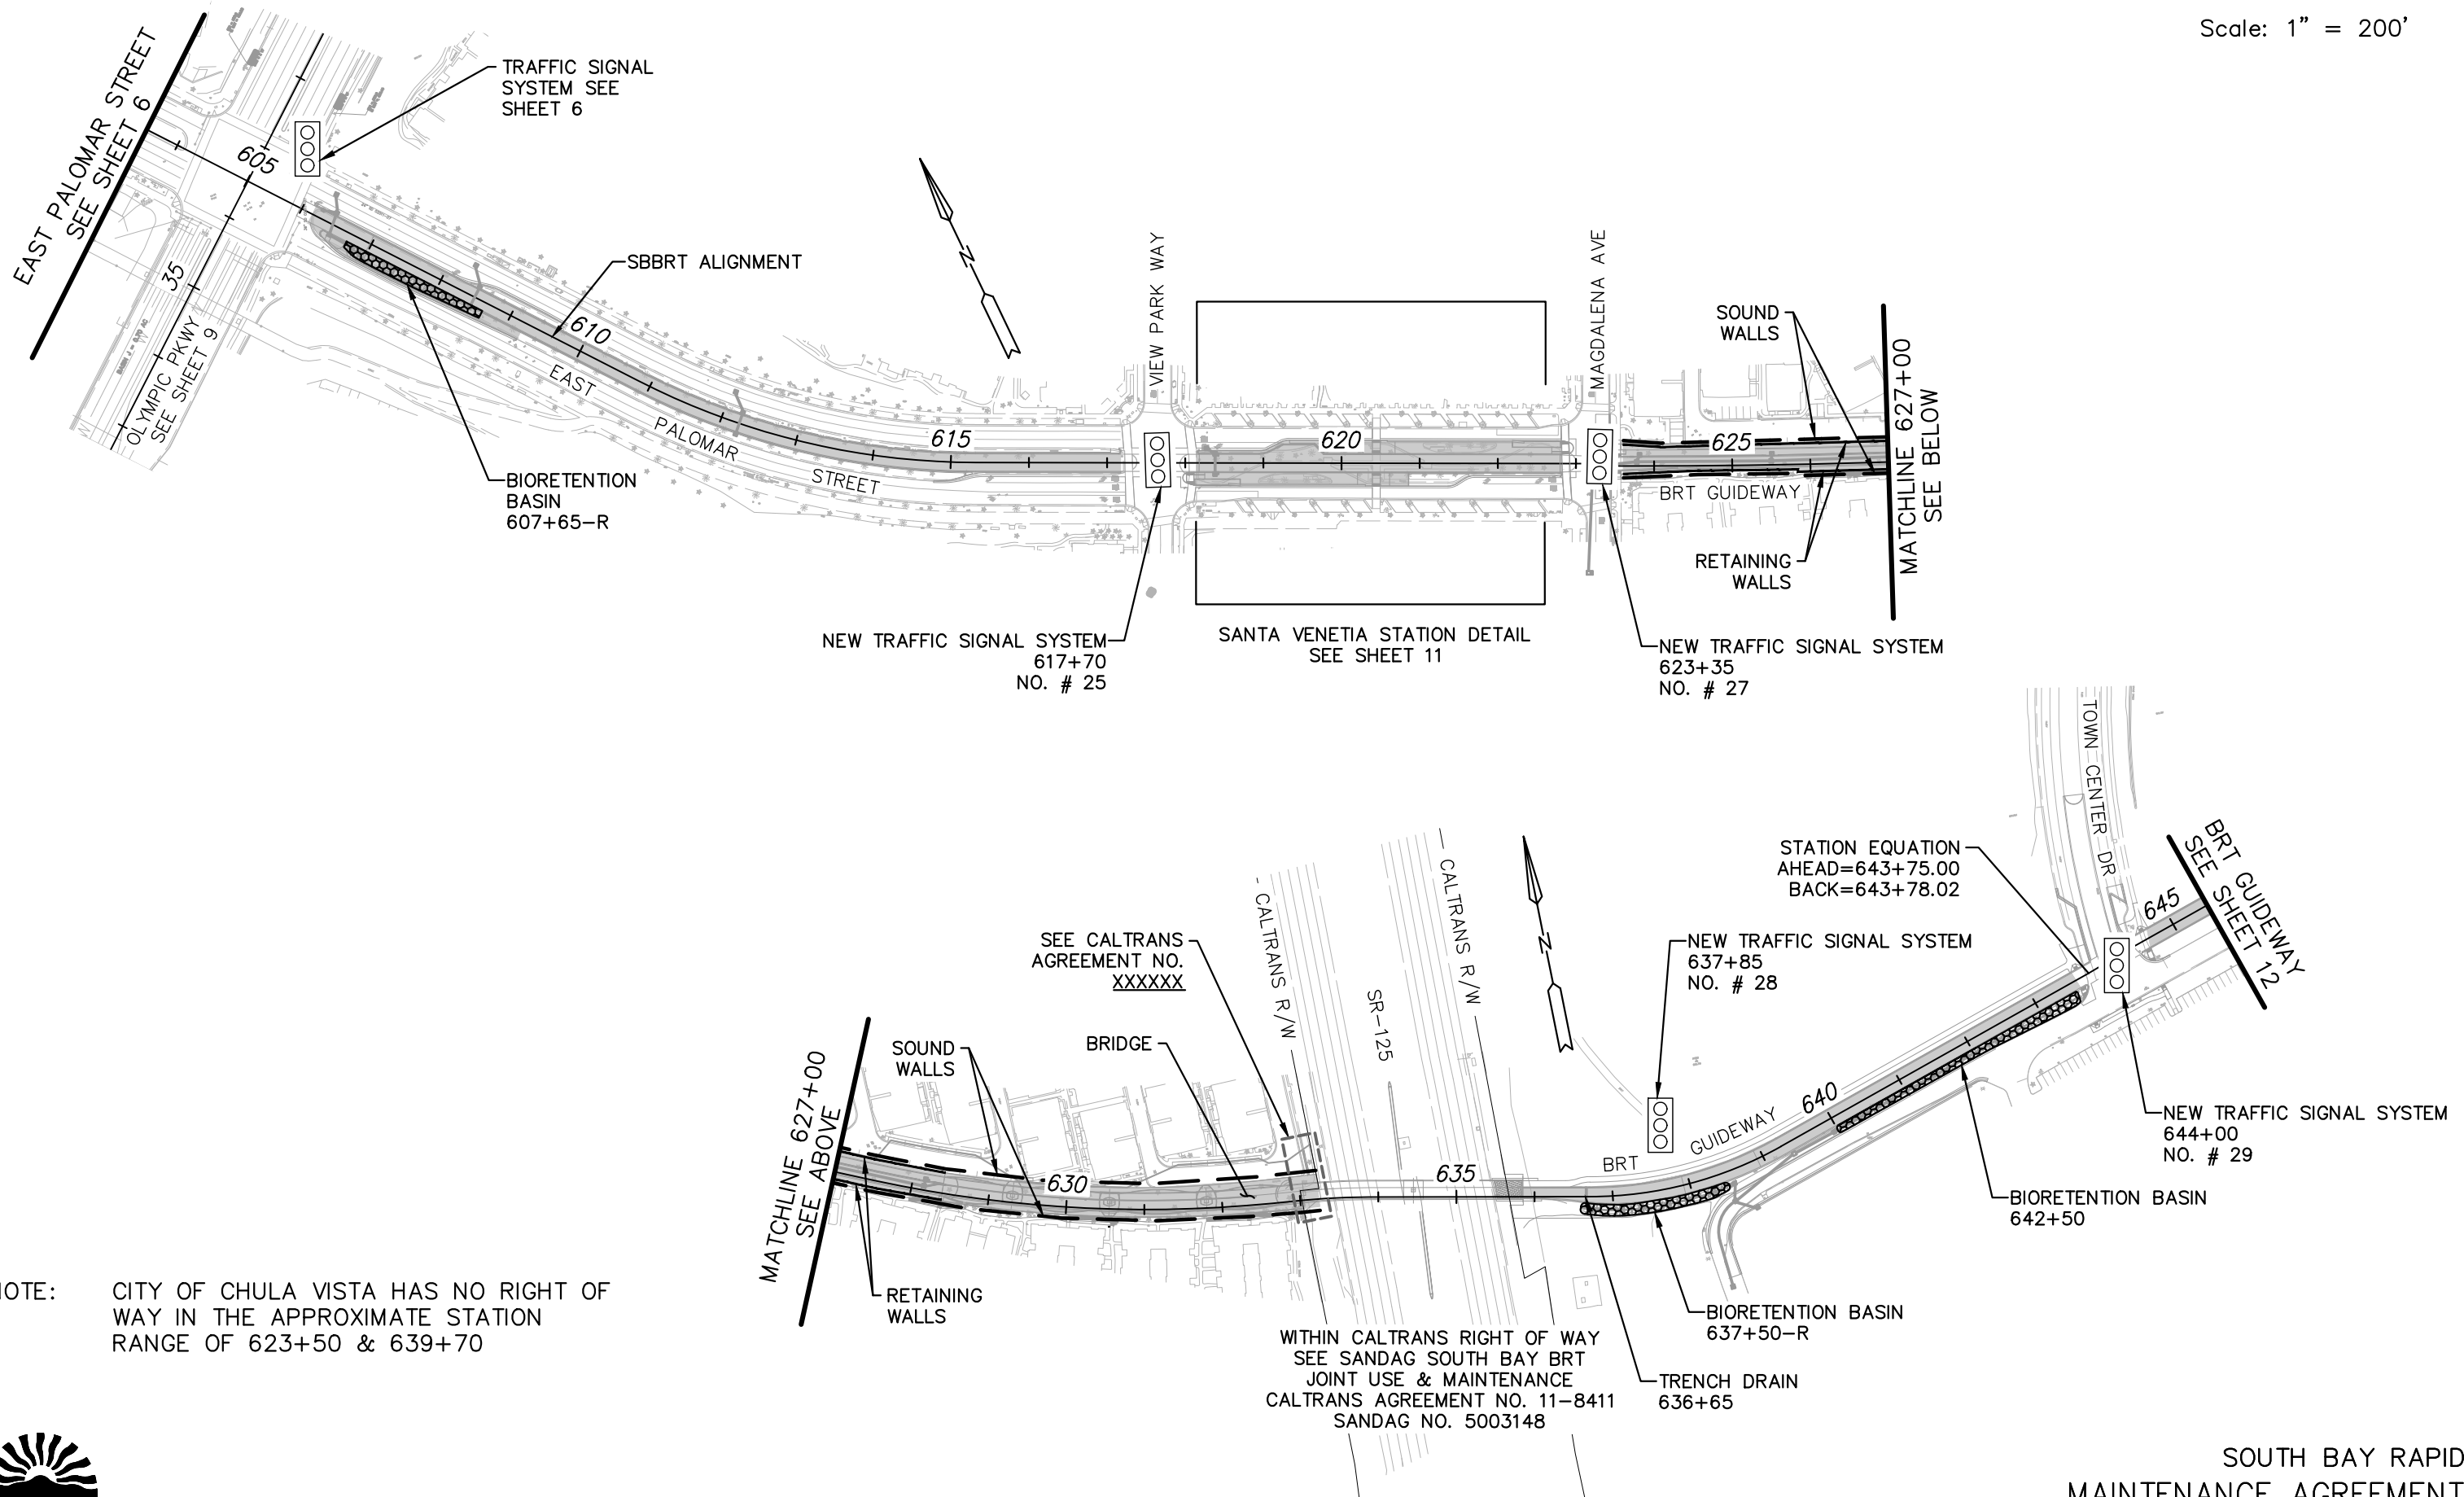 Scale: 1” = 200’
EAST PALOMAR STREET
SEE SHEET 6
TRAFFIC SIGNAL
SYSTEM SEE
SHEET 6
605
35
OLYMPIC PKWY
SEE SHEET 9
SBBRT ALIGNMENT
610
EAST
PALOMAR
STREET
BIORETENTION
BASIN
607+65-R
N
615
VIEW PARK WAY
620
MAGDALENA AVE
SOUND
WALLS
625
BRT GUIDEWAY
RETAINING
WALLS
MATCHLINE 627+00
SEE BELOW
NEW TRAFFIC SIGNAL SYSTEM
617+70
NO. # 25
SANTA VENETIA STATION DETAIL
SEE SHEET 11
NEW TRAFFIC SIGNAL SYSTEM
623+35
NO. # 27
TOWN CENTER DR
STATION EQUATION
AHEAD=643+75.00
BACK=643+78.02
BRT GUIDEWAY
SEE SHEET 12
645
SEE CALTRANS
AGREEMENT NO.
XXXXXX
CALTRANS R/W
CALTRANS R/W
SR-125
N
NEW TRAFFIC SIGNAL SYSTEM
637+85
NO. # 28
MATCHLINE 627+00
SEE ABOVE
SOUND
WALLS
BRIDGE
630
635
BRT GUIDEWAY
640
NEW TRAFFIC SIGNAL SYSTEM
644+00
NO. # 29
BIORETENTION BASIN
642+50
RETAINING
WALLS
BIORETENTION BASIN
637+50-R
TRENCH DRAIN
636+65
WITHIN CALTRANS RIGHT OF WAY
SEE SANDAG SOUTH BAY BRT
JOINT USE & MAINTENANCE
CALTRANS AGREEMENT NO. 11-8411
SANDAG NO. 5003148
OTE: CITY OF CHULA VISTA HAS NO RIGHT OF
WAY IN THE APPROXIMATE STATION
RANGE OF 623+50 & 639+70
SOUTH BAY RAPID
MAINTENANCE AGREEMENT